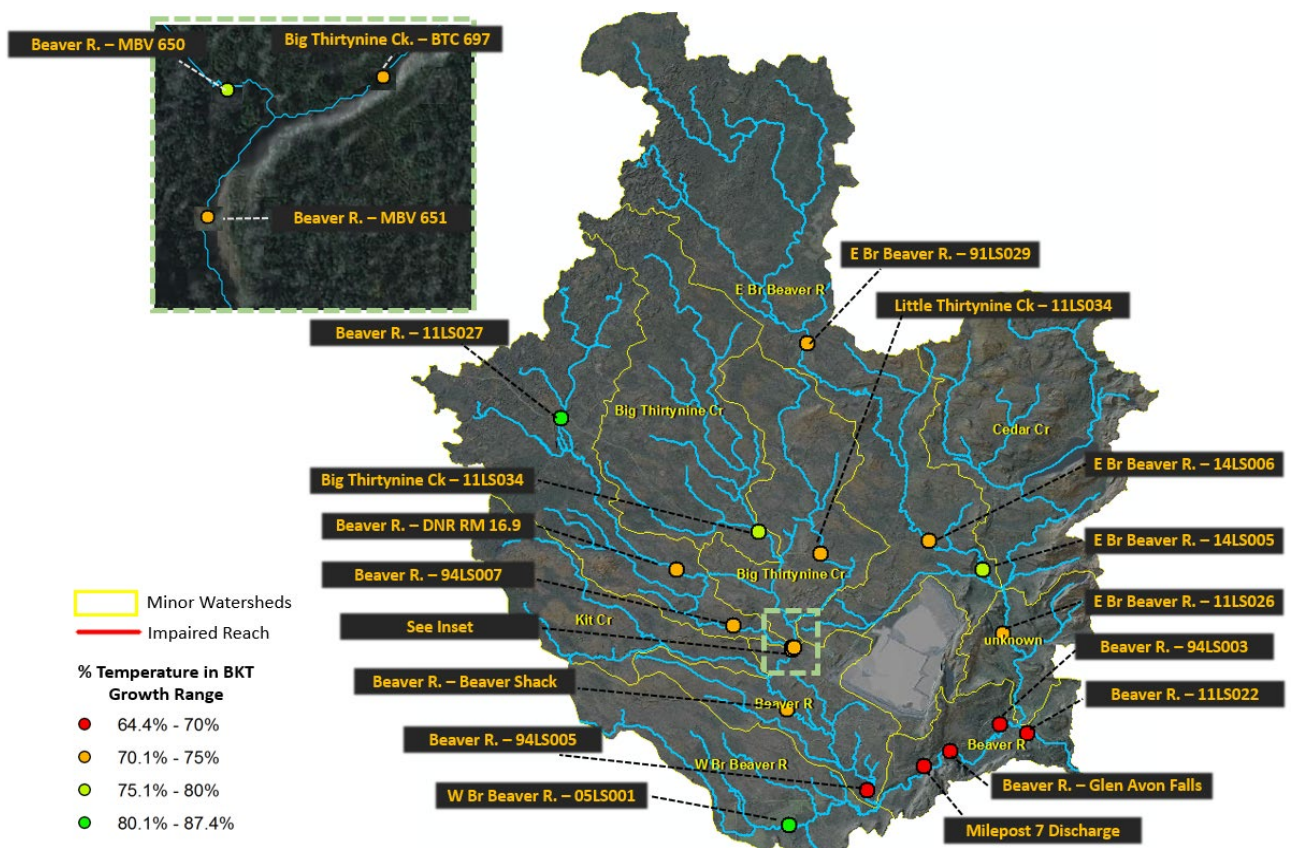 Beaver R. – MBV 650
Big Thirtynine Ck. – BTC 697
Beaver R. – MBV 651
E Br Beaver R. – 91LS029
E Br Beaver R
Little Thirtynine Ck – 11LS034
Beaver R. – 11LS027
Big Thirtynine Cr
Cedar Cr
E Br Beaver R. – 14LS006
Big Thirtynine Ck – 11LS034
Beaver R. – DNR RM 16.9
E Br Beaver R. – 14LS005
Beaver R. – 94LS007
Big Thirtynine Cr
E Br Beaver R. – 11LS026
Kit Cr
See Inset
unknown
Beaver R. – 94LS003
Beaver R. – Beaver Shack
Beaver R
Beaver R. – 11LS022
Beaver R. – 94LS005
Beaver R
W Br Beaver R
W Br Beaver R. – 05LS001
Beaver R. – Glen Avon Falls
Milepost 7 Discharge
Minor Watersheds
Impaired Reach
% Temperature in BKT
Growth Range
64.4% - 70%
70.1% - 75%
75.1% - 80%
80.1% - 87.4%